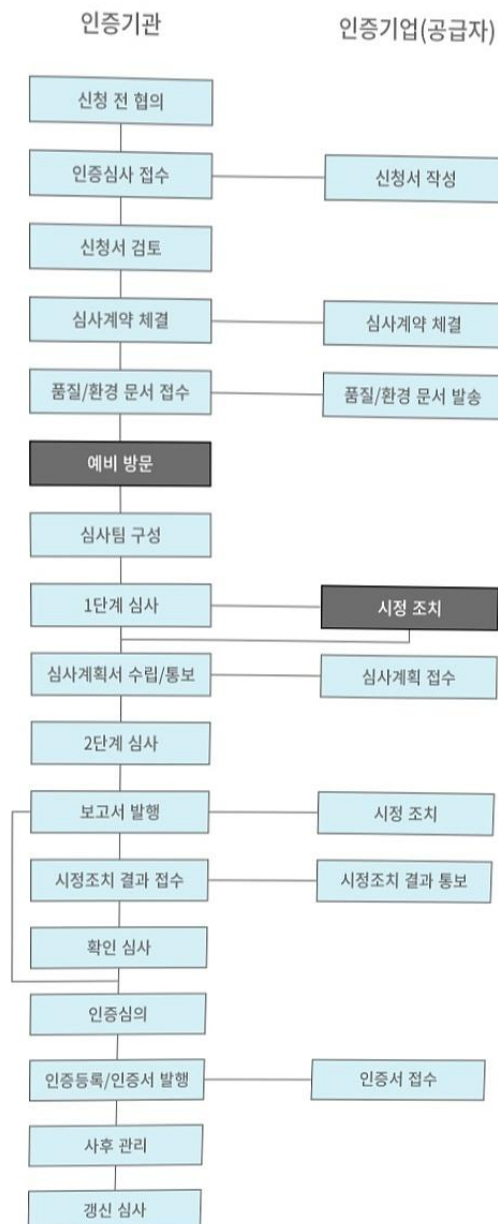 인증기관
인증기업(공급자)
신청 전 협의
인증심사 접수
신청서 작성
신청서 검토
심사계약 체결
심사계약 체결
품질/환경 문서 접수
품질/환경 문서 발송
예비 방문
심사팀 구성
1단계 심사
시정 조치
심사계획서 수립/통보
심사계획 접수
2단계 심사
보고서 발행
시정 조치
시정조치 결과 접수
시정조치 결과 통보
확인 심사
인증심의
인증등록/인증서 발행
인증서 접수
사후 관리
갱신 심사